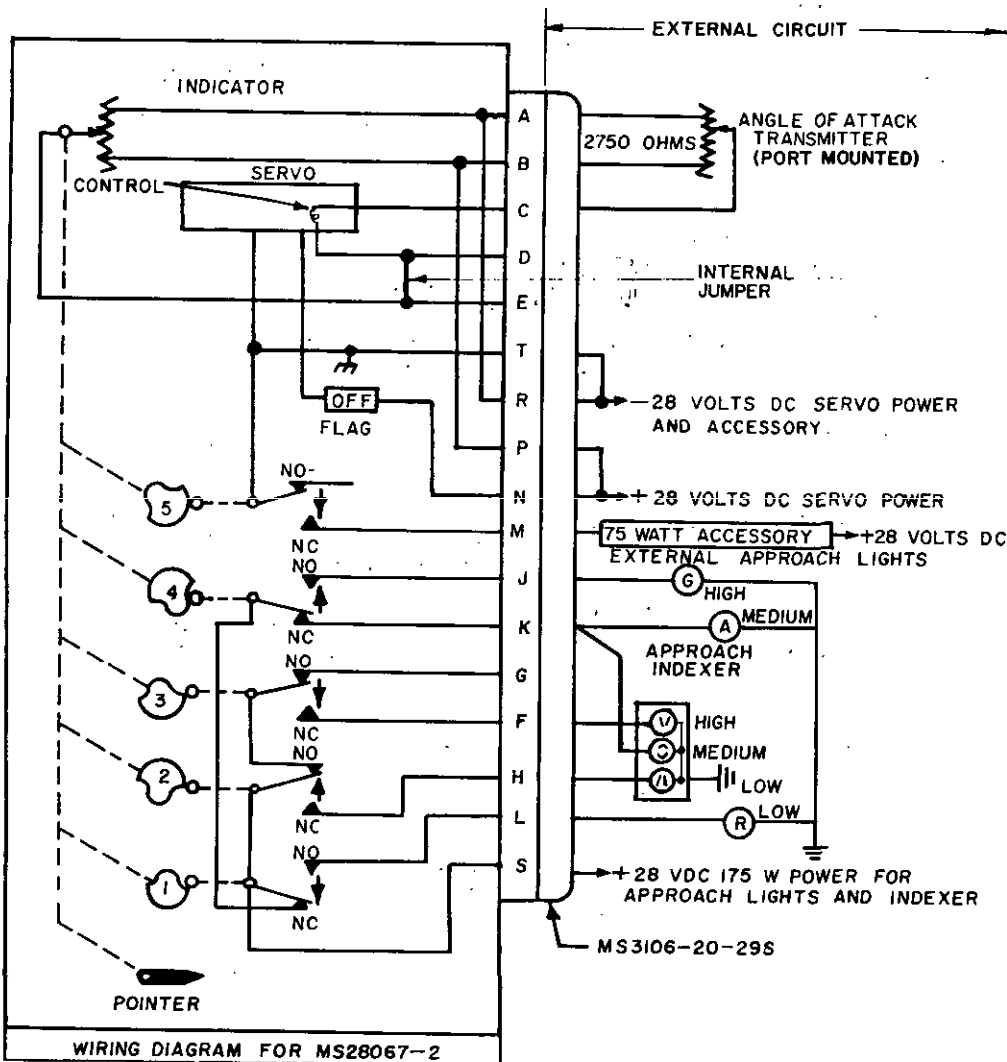 EXTERNAL CIRCUIT
INDICATOR
A
2750 OHMS
ANGLE OF ATTACK
TRANSMITTER
(PORT MOUNTED)
B
SERVO
CONTROL
C
D
INTERNAL
JUMPER
E
T
OFF
FLAG
R
-28 VOLTS DC SERVO POWER
AND ACCESSORY.
P
N
+ 28 VOLTS DC SERVO POWER
NO-
5
M
75 WATT ACCESSORY
+28 VOLTS DC
EXTERNAL APPROACH LIGHTS
NC
NO
J
G
HIGH
4
NC
K
A
MEDIUM
APPROACH
INDEXER
NO
G
3
NC
F
HIGH
MEDIUM
LOW
NO
2
H
NC
L
R
LOW
NO
1
S
+ 28 VDC 175 W POWER FOR
APPROACH LIGHTS AND INDEXER
NC
MS3106-20-29S
POINTER
WIRING DIAGRAM FOR MS28067-2